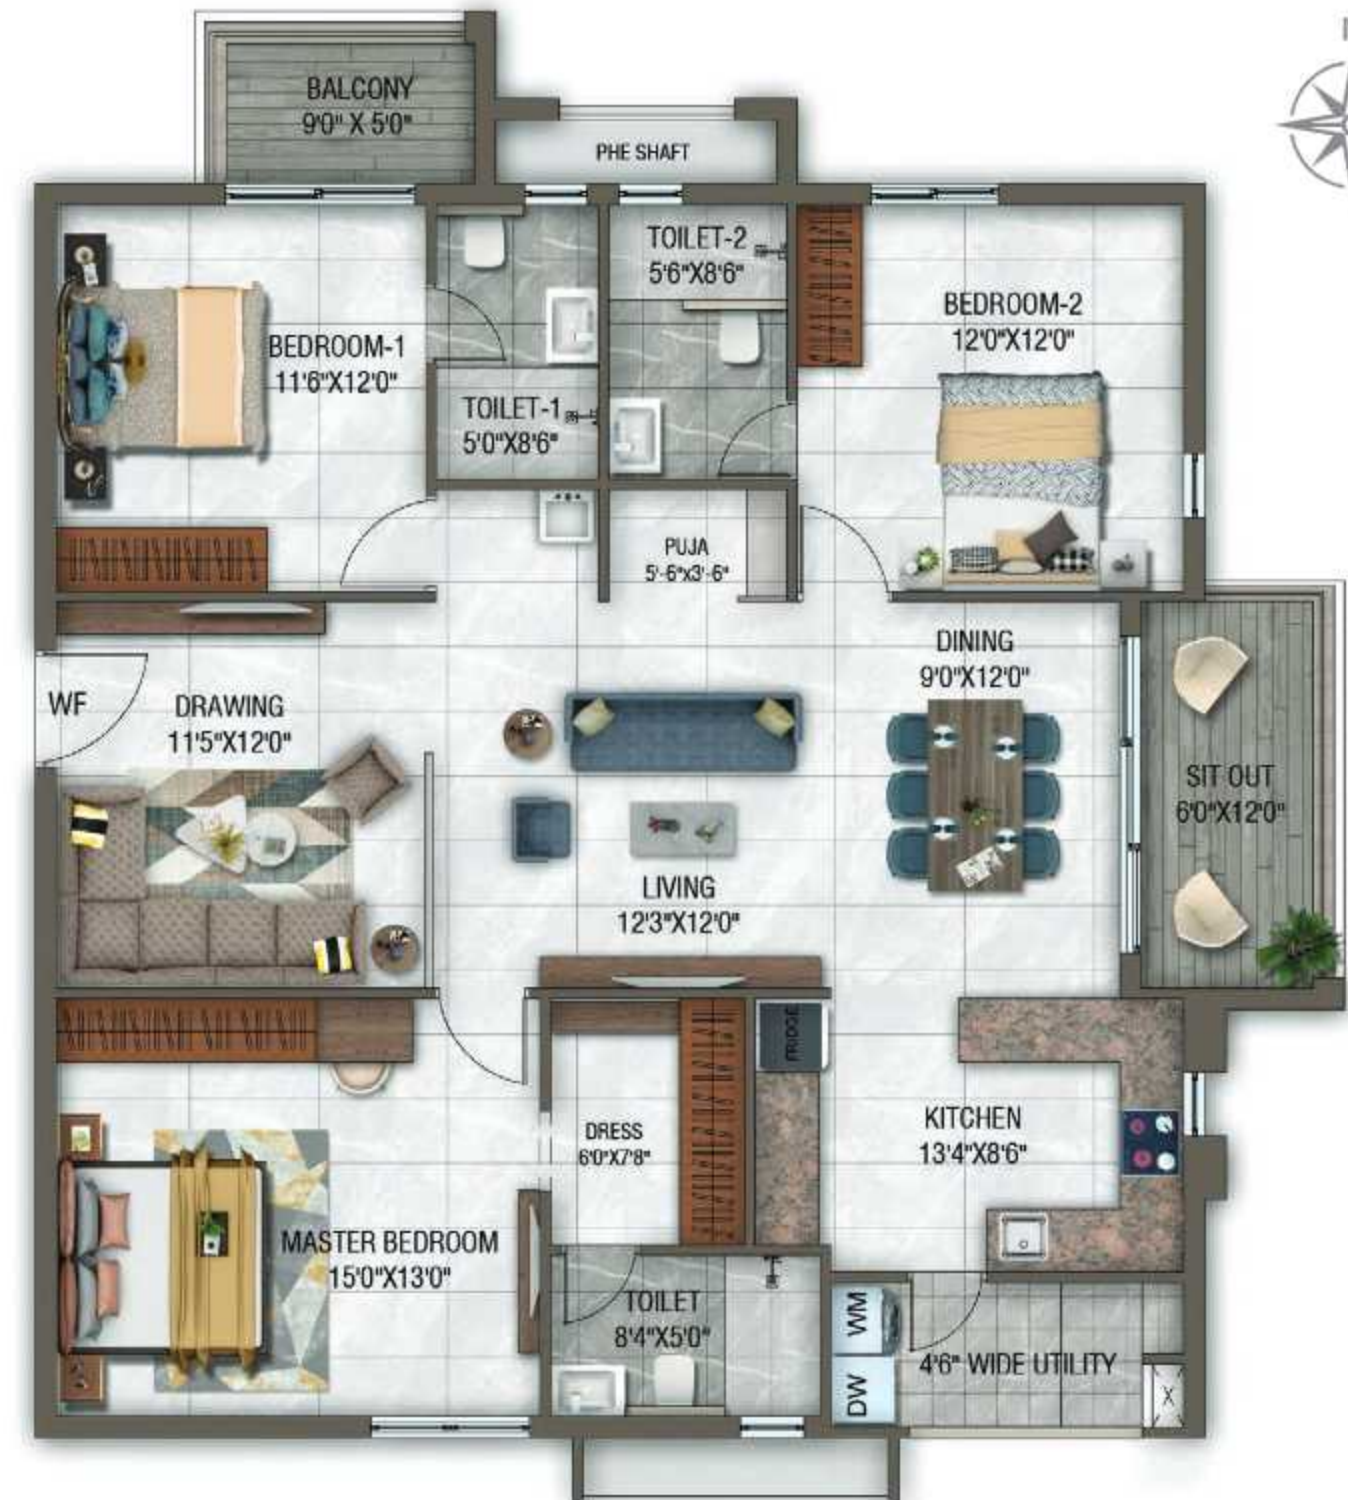 BALCONY
9'0" X 5'0"
PHE SHAFT
TOILET-2
5'6"X8'6"
BEDROOM-2
12'0"X12'0"
BEDROOM-1
11'6"X12'0"
TOILET-1
5'0"X8'6"
PUJA
5'-6"x3'-6"
DINING
9'0"X12'0"
WF
DRAWING
11'5"X12'0"
SIT OUT
6'0"X12'0"
LIVING
12'3"X12'0"
FRIDGE
KITCHEN
13'4"X8'6"
DRESS
6'0"X7'8"
MASTER BEDROOM
15'0"X13'0"
TOILET
8'4"X5'0"
WM
4'6" WIDE UTILITY
DW
X